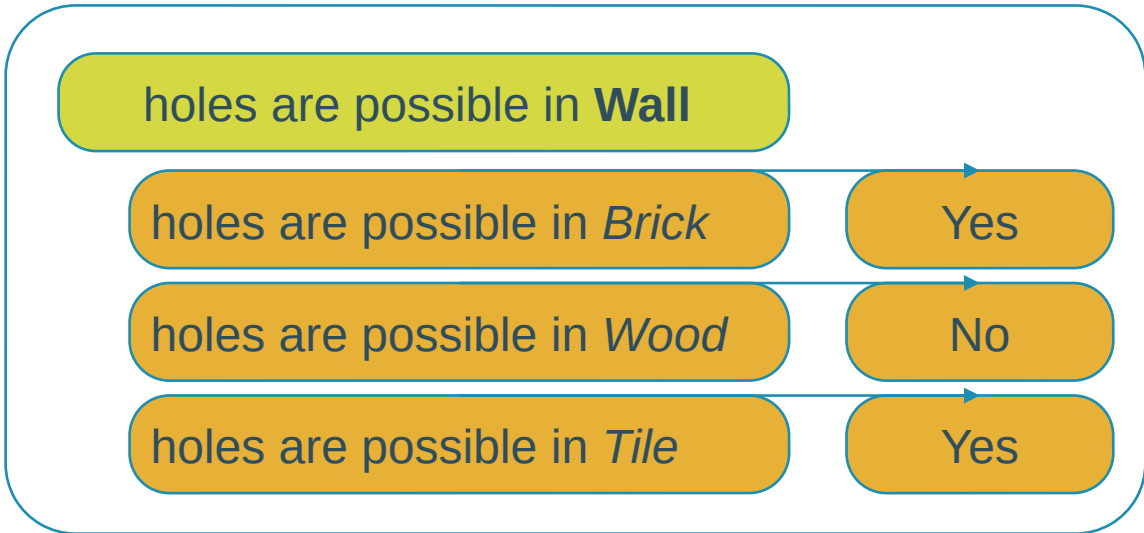 holes are possible in Wall
holes are possible in Brick Yes
holes are possible in Wood No
holes are possible in Tile Yes